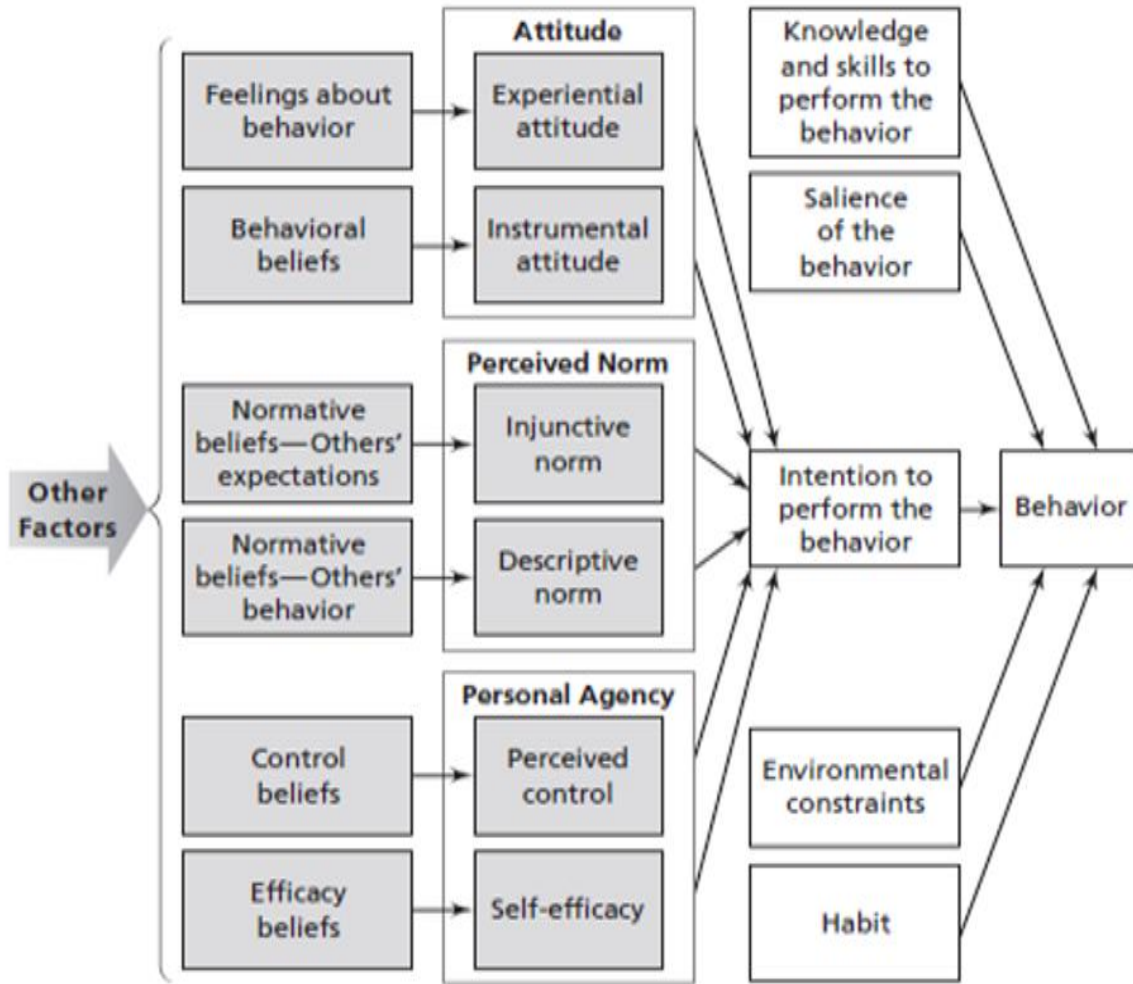 Attitude
Feelings about
behavior
Experiential
attitude
Behavioral
beliefs
Instrumental
attitude
Perceived Norm
Normative
beliefs—Others’
expectations
Injunctive
norm
Normative
beliefs—Others’
behavior
Descriptive
norm
Other
Factors
Personal Agency
Control
beliefs
Perceived
control
Efficacy
beliefs
Self-efficacy
Knowledge
and skills to
perform the
behavior
Salience
of the
behavior
Intention to
perform the
behavior
Behavior
Environmental
constraints
Habit